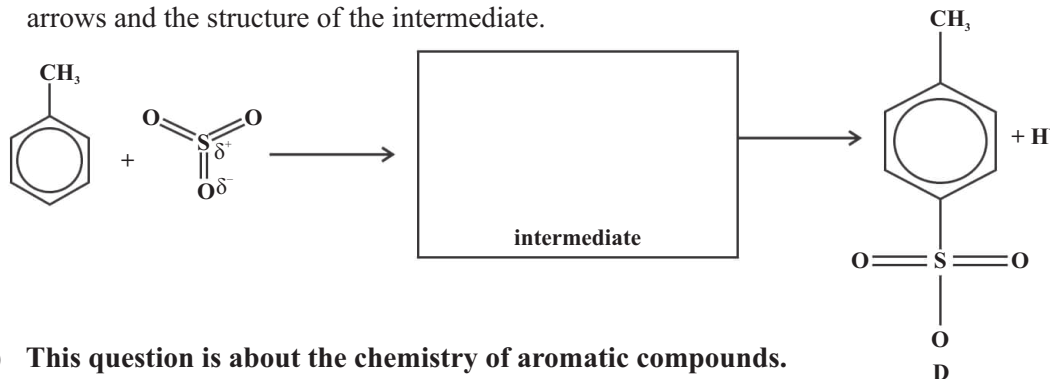 arrows and the structure of the intermediate.
CH₃
CH₃
O O
S δ⁺
+
O δ⁻
+ H
intermediate
O S O
O
D
This question is about the chemistry of aromatic compounds.